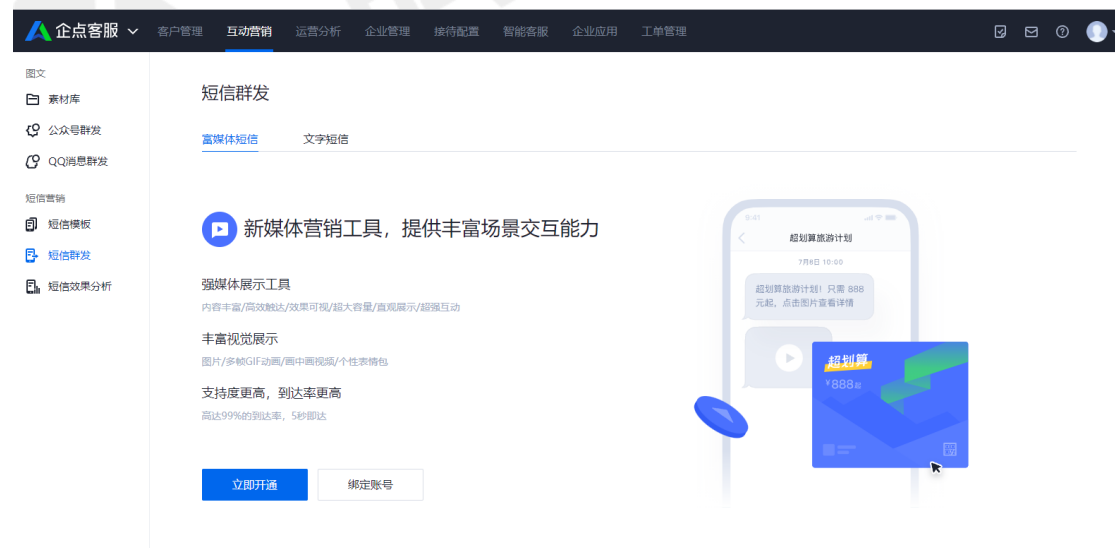 企点客服
客户管理 互动营销 运营分析 企业管理 接待配置 智能客服 企业应用 工单管理
图文
素材库
公众号群发
QQ消息群发
短信营销
短信模板
短信群发
短信效果分析
短信群发
富媒体短信 文字短信
新媒体营销工具，提供丰富场景交互能力
强媒体展示工具
内容丰富/高效触达/效果可视/超大容量/直观展示/超强互动
丰富视觉展示
图片/多帧GIF动画/画中画视频/个性表情包
支持度更高，到达率更高
高达99%的到达率，5秒即达
立即开通 绑定账号
9:41
超划算旅游计划
7月6日 10:00
超划算旅游计划！只需 888
元起，点击图片查看详情
超划算
¥888起